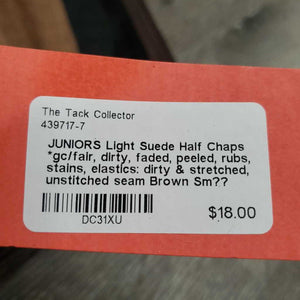 The Tack Collector
439717-7
JUNIORS Light Suede Half Chaps
*gc/fair, dirty, faded, peeled, rubs,
stains, elastics: dirty & stretched,
unstitched seam Brown Sm??
DC31XU
$18.00